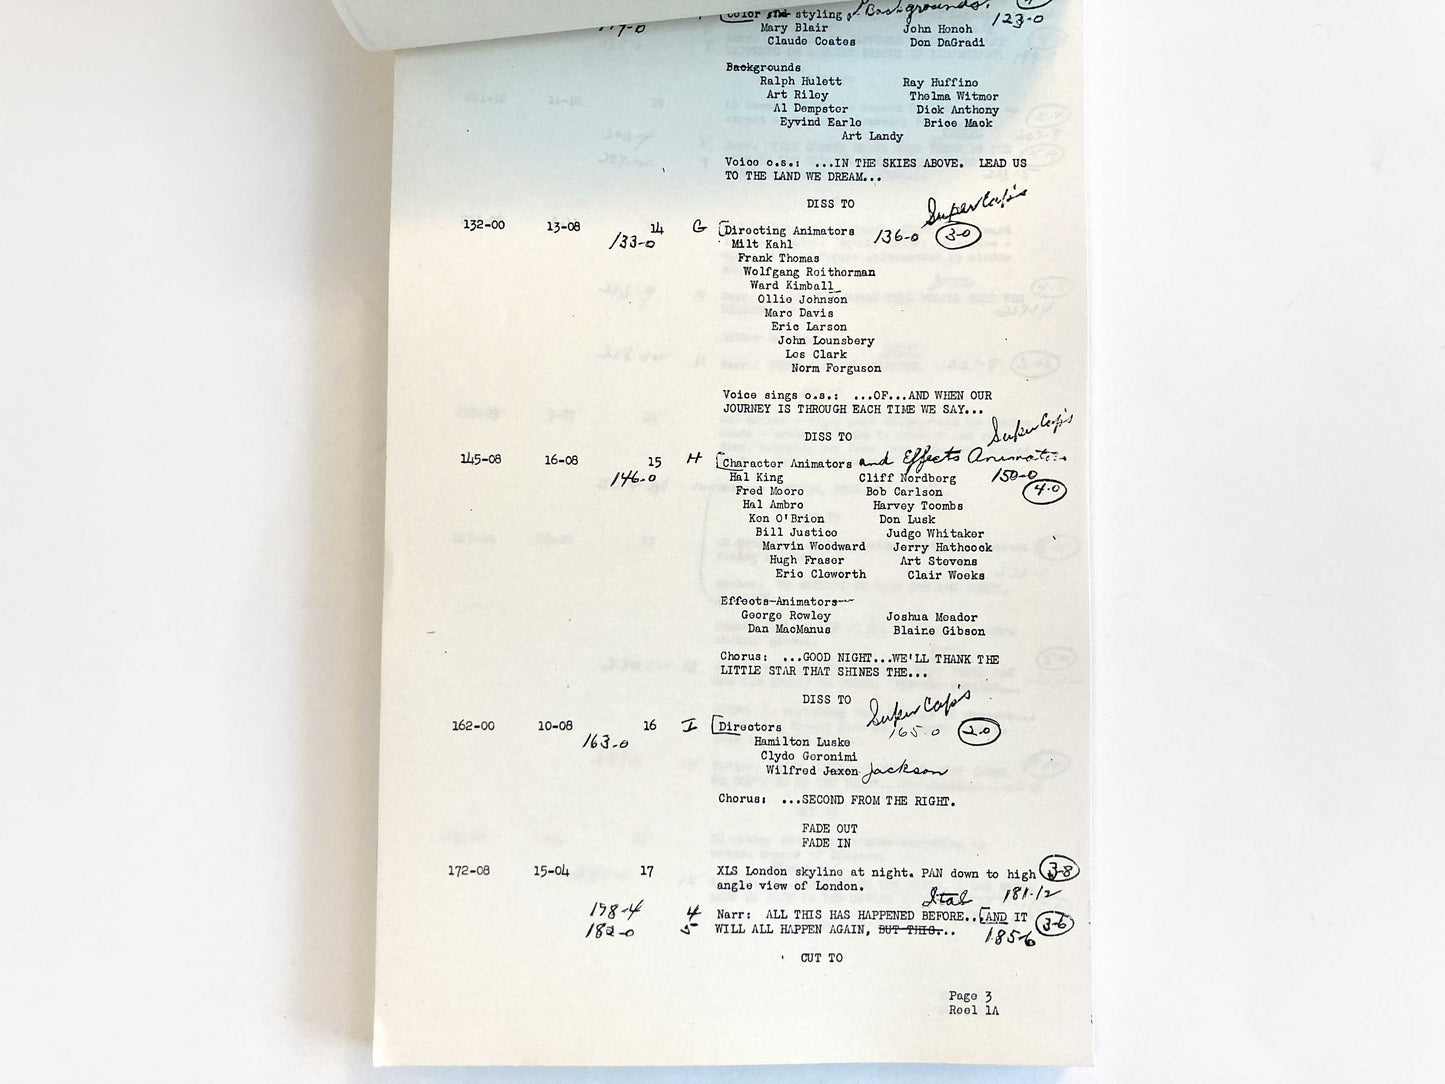 Color and styling, Backgrounds.
117-0 123-0
Mary Blair John Hench
Claude Coates Don DaGradi
Backgrounds
Ralph Hulett Ray Huffine
Art Riley Thelma Witmer
Al Dempster Dick Anthony
Eyvind Earle Brice Mack
Art Landy
Voice o.s.: ...IN THE SKIES ABOVE. LEAD US
TO THE LAND WE DREAM...
DISS TO
Super Cap's
132-00 13-08 14 G [Directing Animators 136-0 3-0
133-0 Milt Kahl
Frank Thomas
Wolfgang Reitherman
Ward Kimball
Ollie Johnson
Marc Davis
Eric Larson
John Lounsbery
Les Clark
Norm Ferguson
Voice sings o.s.: ...OF...AND WHEN OUR
JOURNEY IS THROUGH EACH TIME WE SAY...
DISS TO
Super Cap's
145-08 16-08 15 H [Character Animators and Effects Animators
146-0 Hal King Cliff Nordberg 150-0
Fred Moore Bob Carlson 4-0
Hal Ambro Harvey Toombs
Ken O'Brien Don Lusk
Bill Justice Judge Whitaker
Marvin Woodward Jerry Hathcock
Hugh Fraser Art Stevens
Eric Cleworth Clair Weeks
Effects Animators
George Rowley Joshua Meador
Dan MacManus Blaine Gibson
Chorus: ...GOOD NIGHT...WE'LL THANK THE
LITTLE STAR THAT SHINES THE...
DISS TO
Super Cap's
162-00 10-08 16 I [Directors 165-0 2-0
163-0 Hamilton Luske
Clyde Geronimi
Wilfred Jaxon Jackson
Chorus: ...SECOND FROM THE RIGHT.
FADE OUT
FADE IN
172-08 15-04 17 XLS London skyline at night. PAN down to high 3-8
angle view of London.
Ital 181-12
178-4 4 Narr: ALL THIS HAS HAPPENED BEFORE...[AND IT 3-6
182-0 5 WILL ALL HAPPEN AGAIN, BUT THIS... 185-6
CUT TO
Page 3
Reel 1A